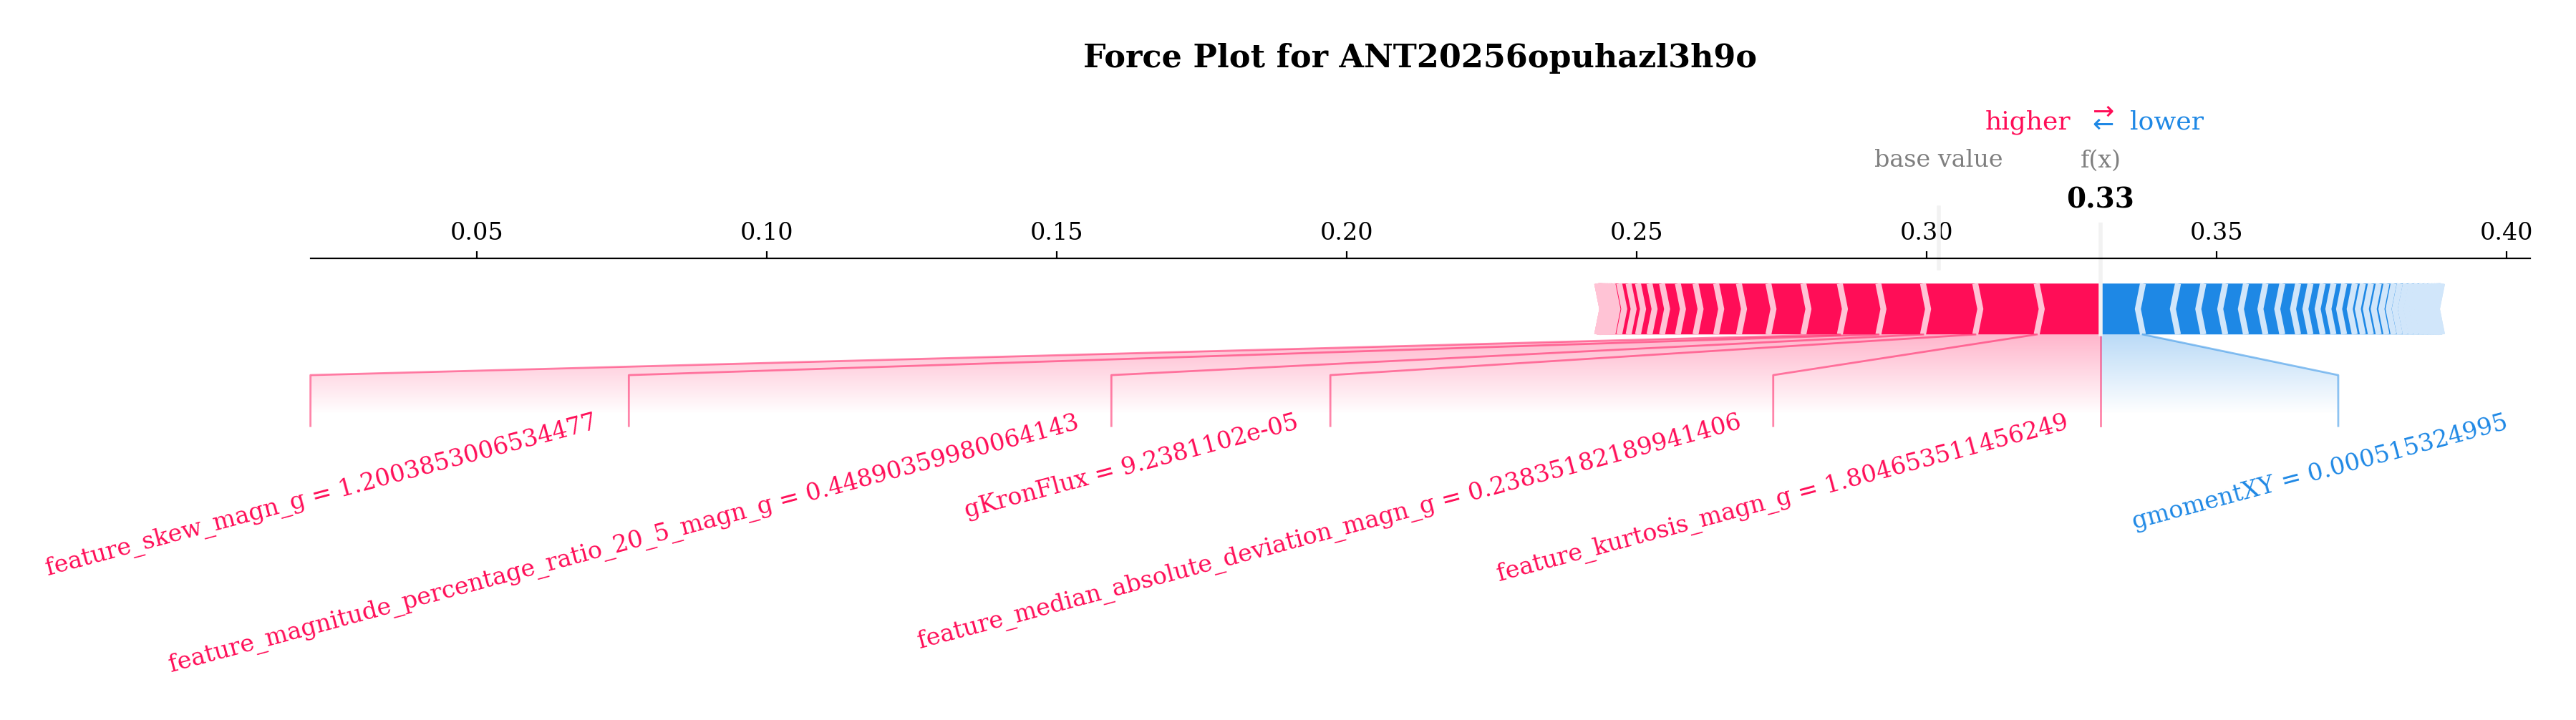 Force Plot for ANT20256opuhazl3h9o
higher ⇄ lower
base value f(x)
0.33
0.05 0.10 0.15 0.20 0.25 0.30 0.35 0.40
feature_skew_magn_g = 1.2003853006534477
feature_magnitude_percentage_ratio_20_5_magn_g = 0.44890359980064143
gKronFlux = 9.2381102e-05
feature_median_absolute_deviation_magn_g = 0.23835182189941406
feature_kurtosis_magn_g = 1.804653511456249
gmomentXY = 0.000515324995